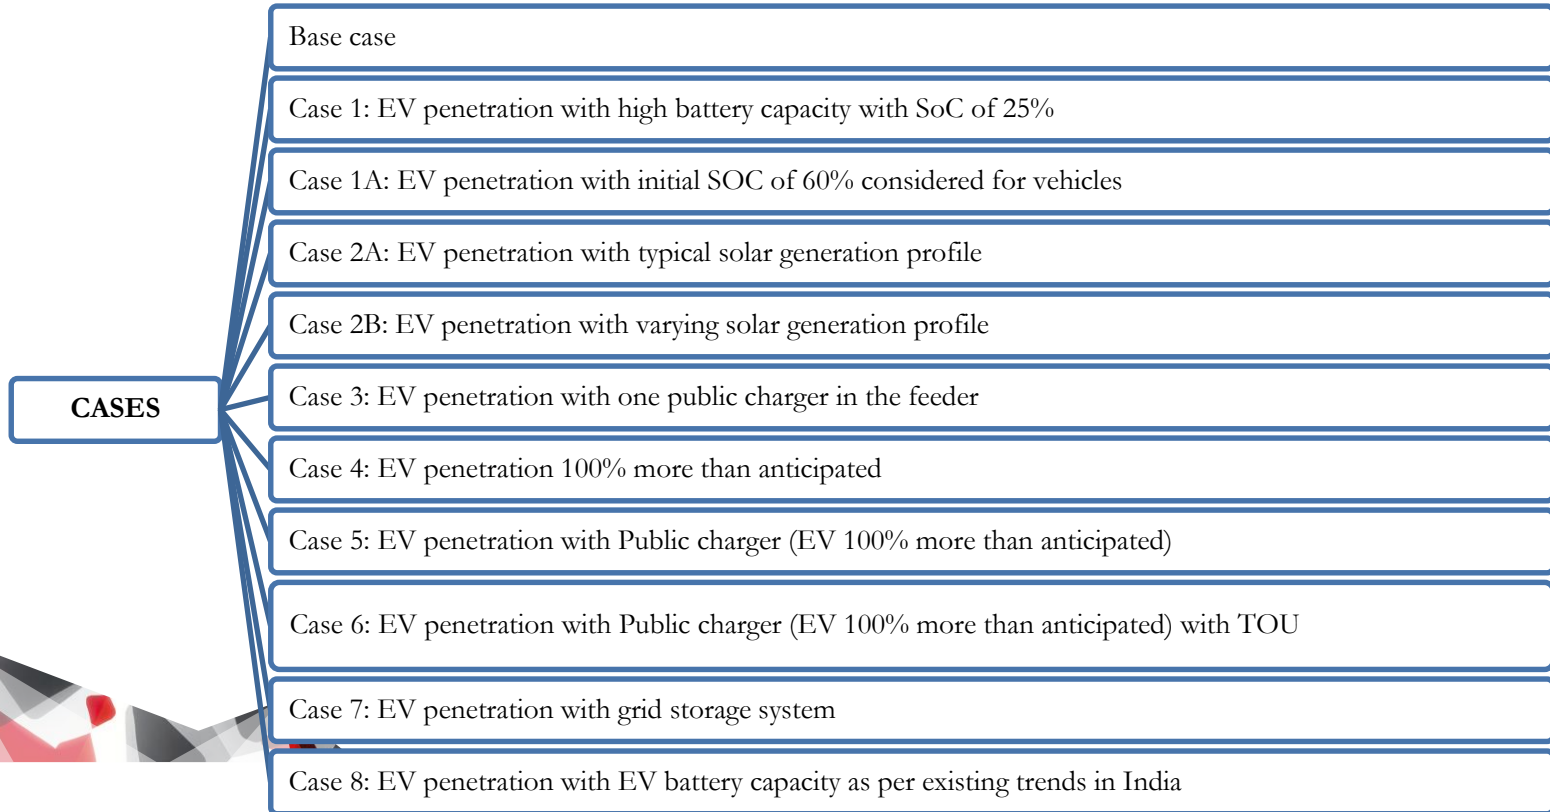 Base case
Case 1: EV penetration with high battery capacity with SoC of 25%
Case 1A: EV penetration with initial SOC of 60% considered for vehicles
Case 2A: EV penetration with typical solar generation profile
Case 2B: EV penetration with varying solar generation profile
CASES
Case 3: EV penetration with one public charger in the feeder
Case 4: EV penetration 100% more than anticipated
Case 5: EV penetration with Public charger (EV 100% more than anticipated)
Case 6: EV penetration with Public charger (EV 100% more than anticipated) with TOU
Case 7: EV penetration with grid storage system
Case 8: EV penetration with EV battery capacity as per existing trends in India